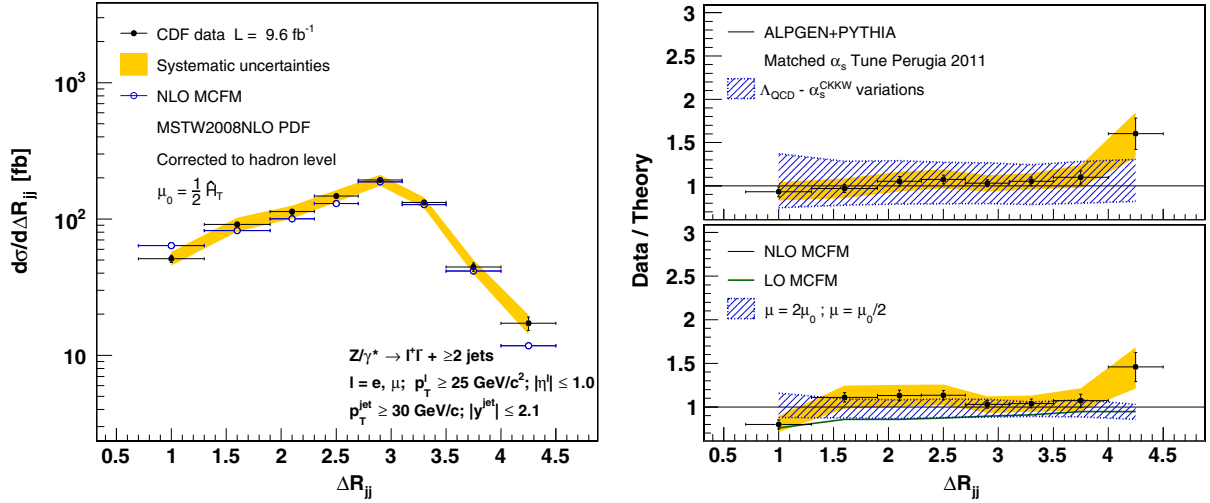 CDF data L = 9.6 fb⁻¹
Systematic uncertainties
NLO MCFM
MSTW2008NLO PDF
Corrected to hadron level
μ₀ = 1/2 Ĥ_T
10³
10²
10
dσ/dΔR_jj [fb]
Z/γ* → l⁺l⁻ + ≥2 jets
l = e, μ; p_T^l ≥ 25 GeV/c²; |η^l| ≤ 1.0
p_T^jet ≥ 30 GeV/c; |y^jet| ≤ 2.1
0.5 1 1.5 2 2.5 3 3.5 4 4.5
ΔR_jj
Data / Theory
3
2.5
2
1.5
1
ALPGEN+PYTHIA
Matched α_s Tune Perugia 2011
Λ_QCD - α_s^CKKW variations
3
2.5
2
1.5
1
NLO MCFM
LO MCFM
μ = 2μ₀ ; μ = μ₀/2
0.5 1 1.5 2 2.5 3 3.5 4 4.5
ΔR_jj